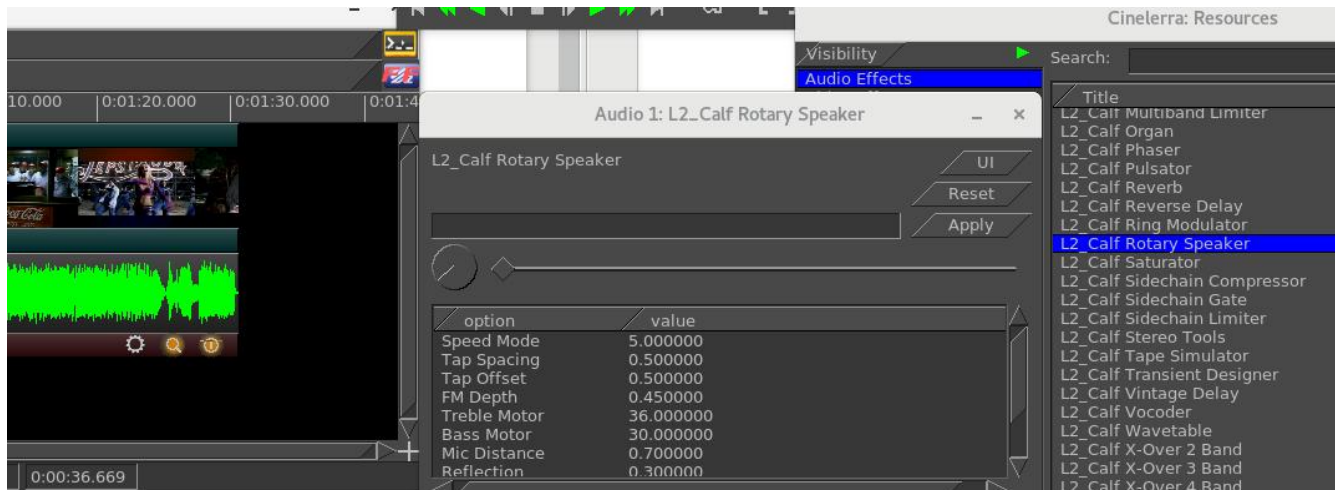 Cinelerra: Resources
Visibility
Search:
Audio Effects
Title
10.000 0:01:20.000 0:01:30.000 0:01:4
Audio 1: L2_Calf Rotary Speaker
L2_Calf Rotary Speaker
UI
Reset
Apply
option value
Speed Mode 5.000000
Tap Spacing 0.500000
Tap Offset 0.500000
FM Depth 0.450000
Treble Motor 36.000000
Bass Motor 30.000000
Mic Distance 0.700000
Reflection 0.300000
L2_Calf Multiband Limiter
L2_Calf Organ
L2_Calf Phaser
L2_Calf Pulsator
L2_Calf Reverb
L2_Calf Reverse Delay
L2_Calf Ring Modulator
L2_Calf Rotary Speaker
L2_Calf Saturator
L2_Calf Sidechain Compressor
L2_Calf Sidechain Gate
L2_Calf Sidechain Limiter
L2_Calf Stereo Tools
L2_Calf Tape Simulator
L2_Calf Transient Designer
L2_Calf Vintage Delay
L2_Calf Vocoder
L2_Calf Wavetable
L2_Calf X-Over 2 Band
L2_Calf X-Over 3 Band
L2_Calf X-Over 4 Band
0:00:36.669